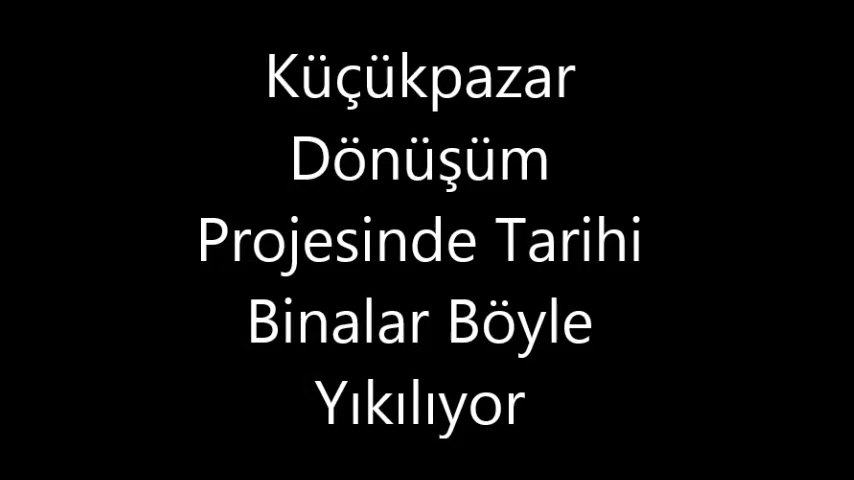 Küçükpazar
Dönüşüm
Projesinde Tarihi
Binalar Böyle
Yıkılıyor